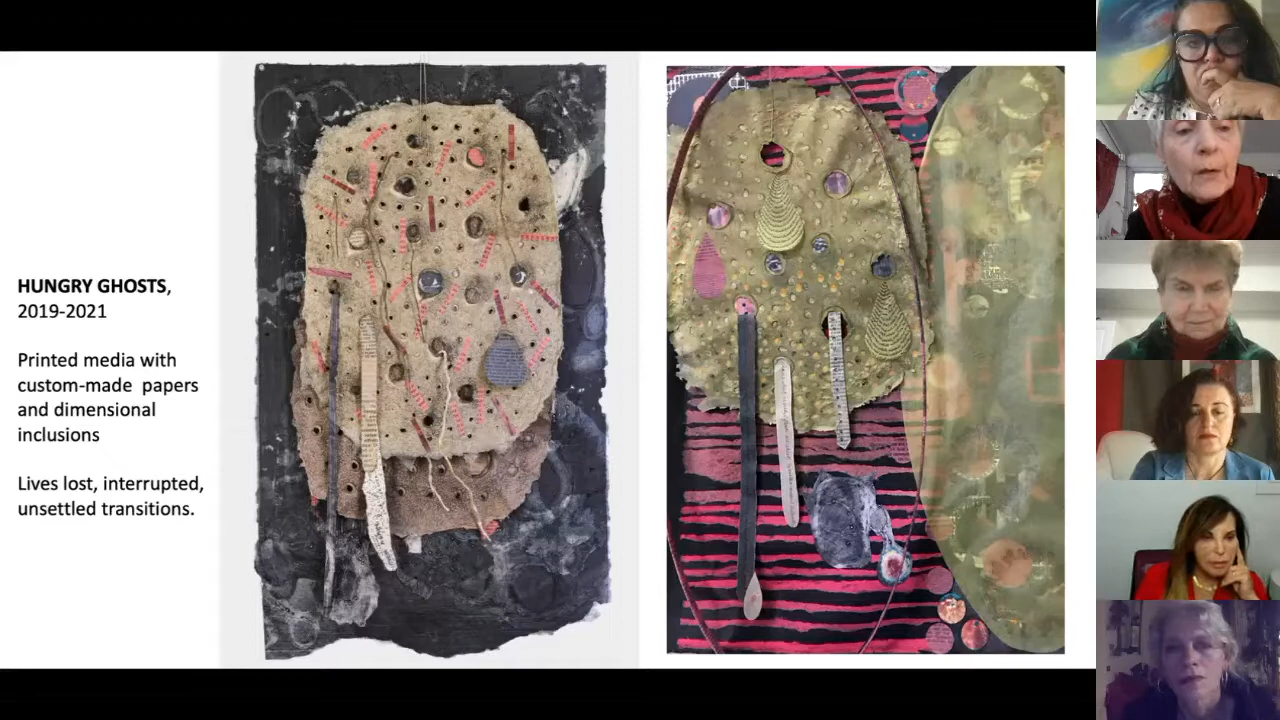 HUNGRY GHOSTS,
2019-2021
Printed media with
custom-made papers
and dimensional
inclusions
Lives lost, interrupted,
unsettled transitions.